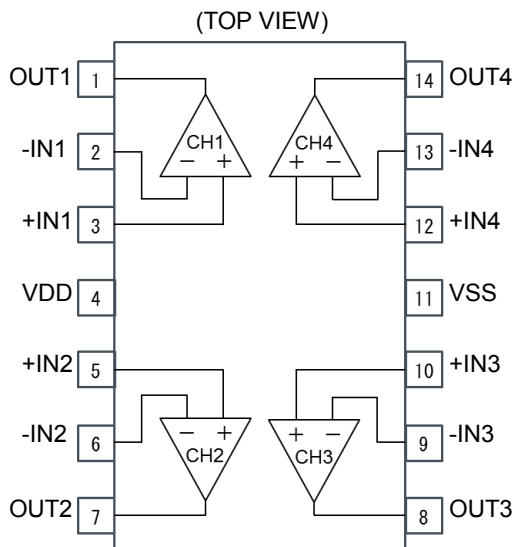 (TOP VIEW)
OUT1 1 14 OUT4
CH1 CH4
-IN1 2 − + + − 13 -IN4
+IN1 3 12 +IN4
VDD 4 11 VSS
+IN2 5 10 +IN3
− + + −
-IN2 6 CH2 CH3 9 -IN3
OUT2 7 8 OUT3